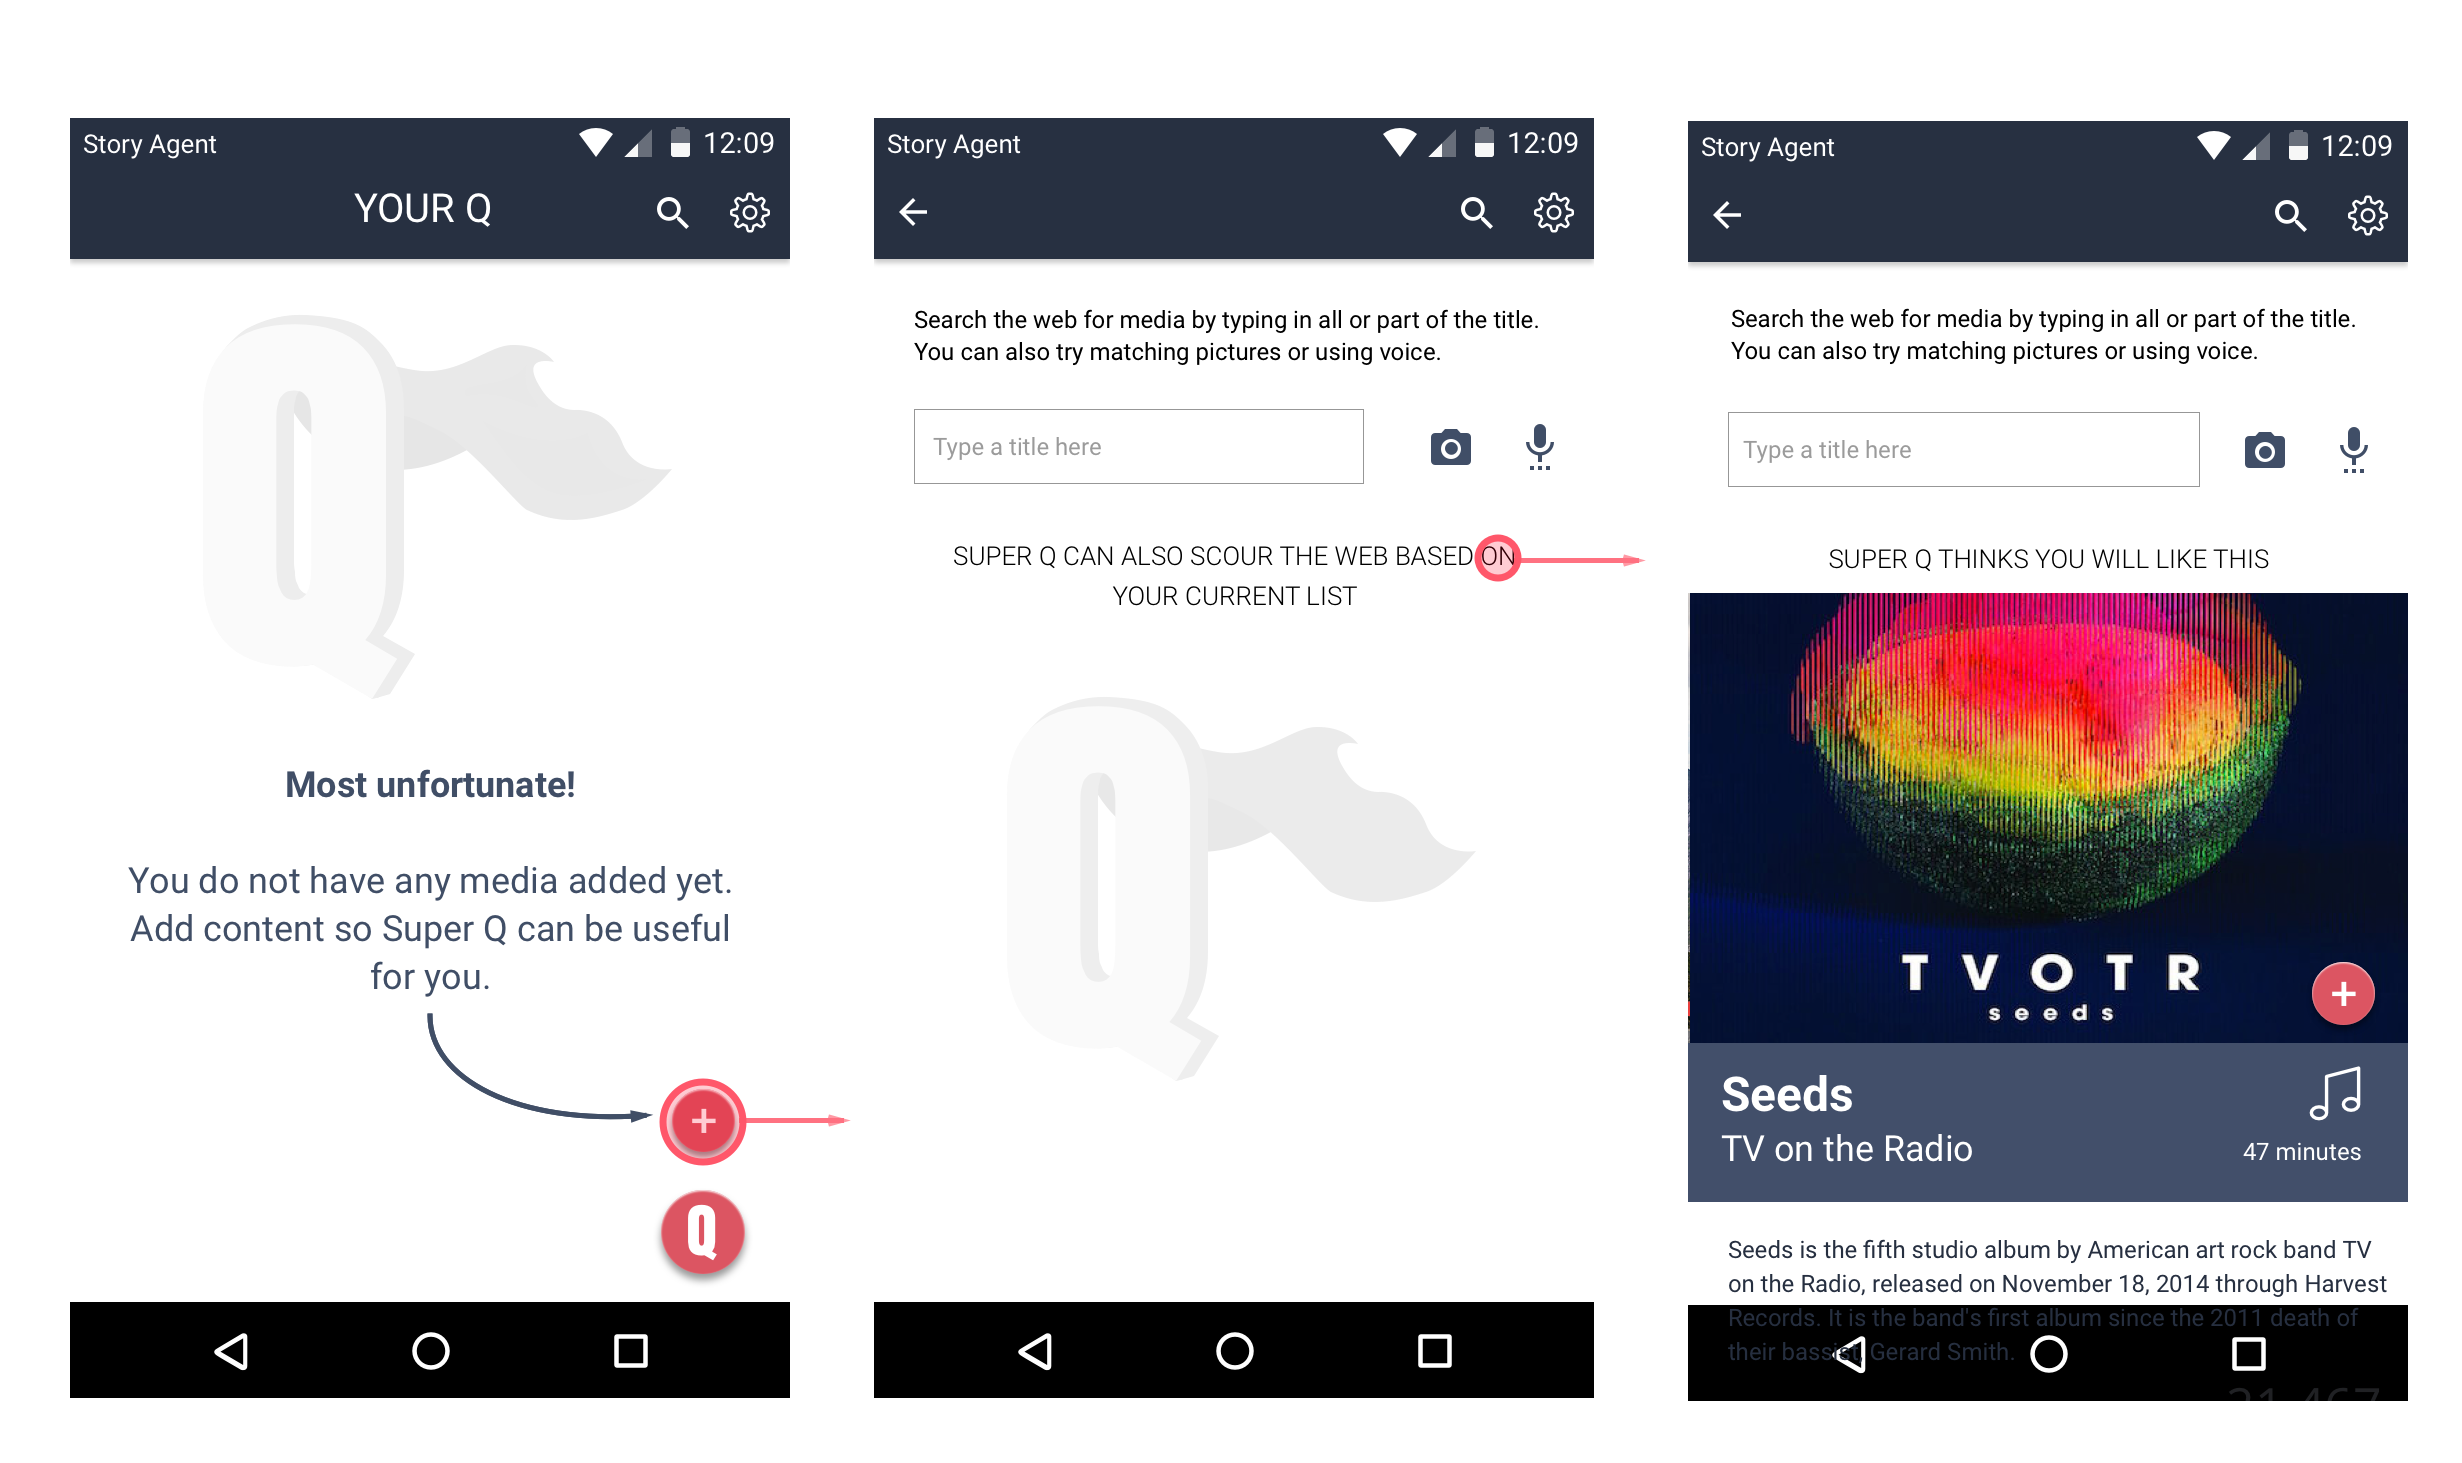 Story Agent 12:09
YOUR Q
Q
Most unfortunate!
You do not have any media added yet.
Add content so Super Q can be useful
for you.
+
Q
Story Agent 12:09
Search the web for media by typing in all or part of the title.
You can also try matching pictures or using voice.
Type a title here
SUPER Q CAN ALSO SCOUR THE WEB BASED ON
YOUR CURRENT LIST
Q
Story Agent 12:09
Search the web for media by typing in all or part of the title.
You can also try matching pictures or using voice.
Type a title here
SUPER Q THINKS YOU WILL LIKE THIS
TVOTR
seeds
+
Seeds
TV on the Radio
47 minutes
Seeds is the fifth studio album by American art rock band TV
on the Radio, released on November 18, 2014 through Harvest
Records. It is the band's first album since the 2011 death of
their bassist, Gerard Smith.